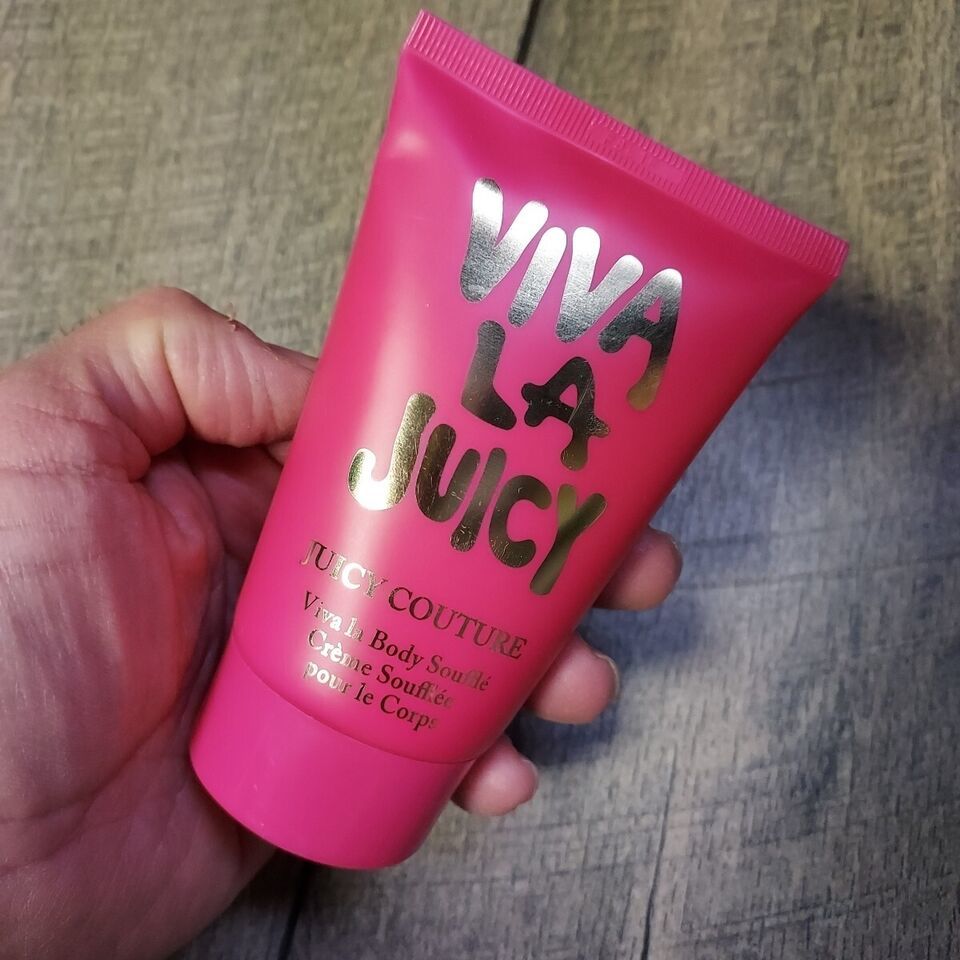 VIVA
LA
JUICY
JUICY COUTURE
Viva la Body Soufflé
Crème Soufflée
pour le Corps